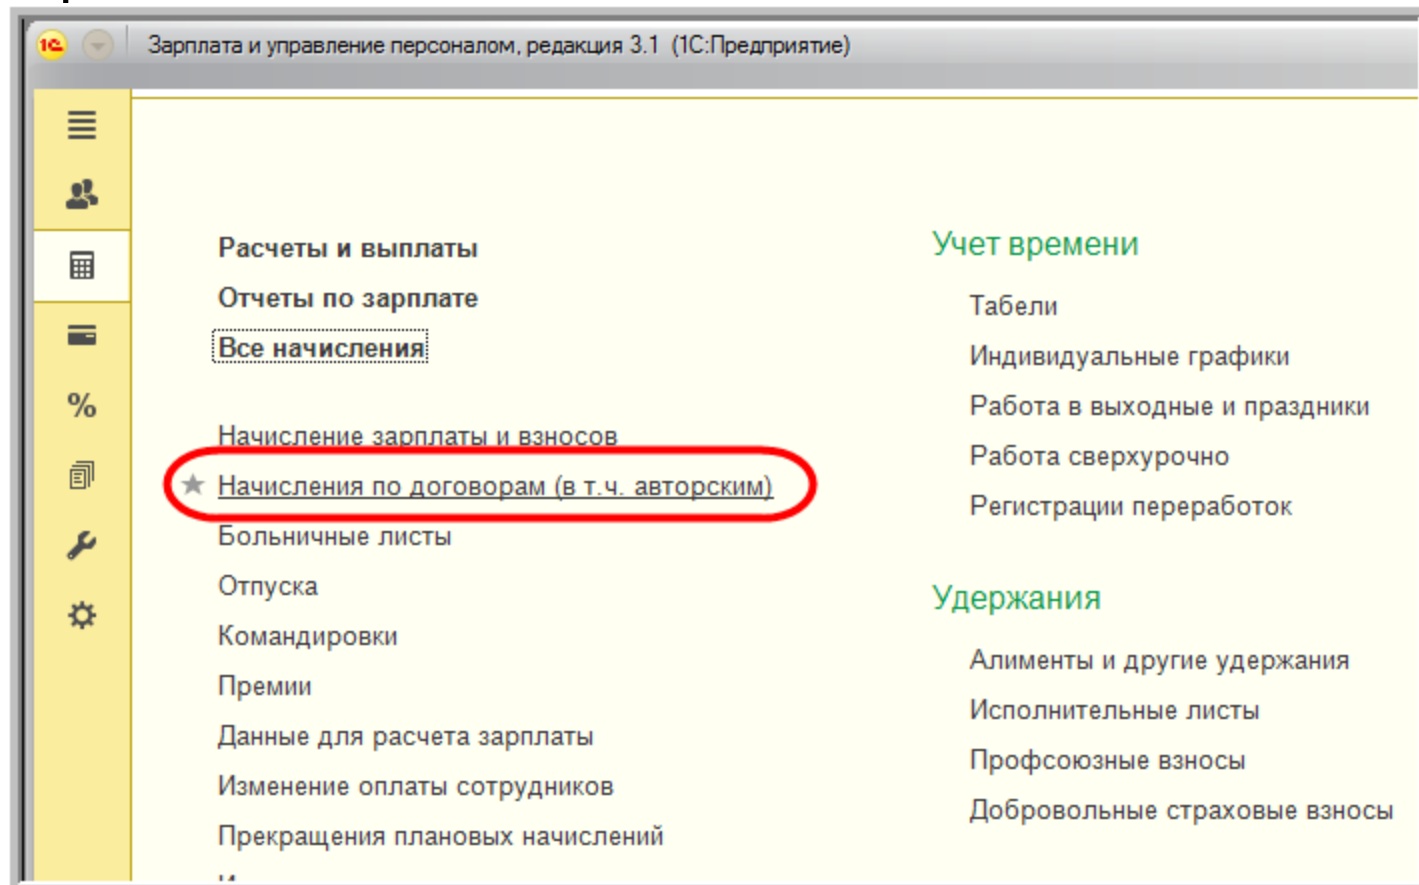 1С Зарплата и управление персоналом, редакция 3.1 (1С:Предприятие)
%
Расчеты и выплаты
Отчеты по зарплате
Все начисления
Начисление зарплаты и взносов
Начисления по договорам (в т.ч. авторским)
Больничные листы
Отпуска
Командировки
Премии
Данные для расчета зарплаты
Изменение оплаты сотрудников
Прекращения плановых начислений
Учет времени
Табели
Индивидуальные графики
Работа в выходные и праздники
Работа сверхурочно
Регистрации переработок
Удержания
Алименты и другие удержания
Исполнительные листы
Профсоюзные взносы
Добровольные страховые взносы